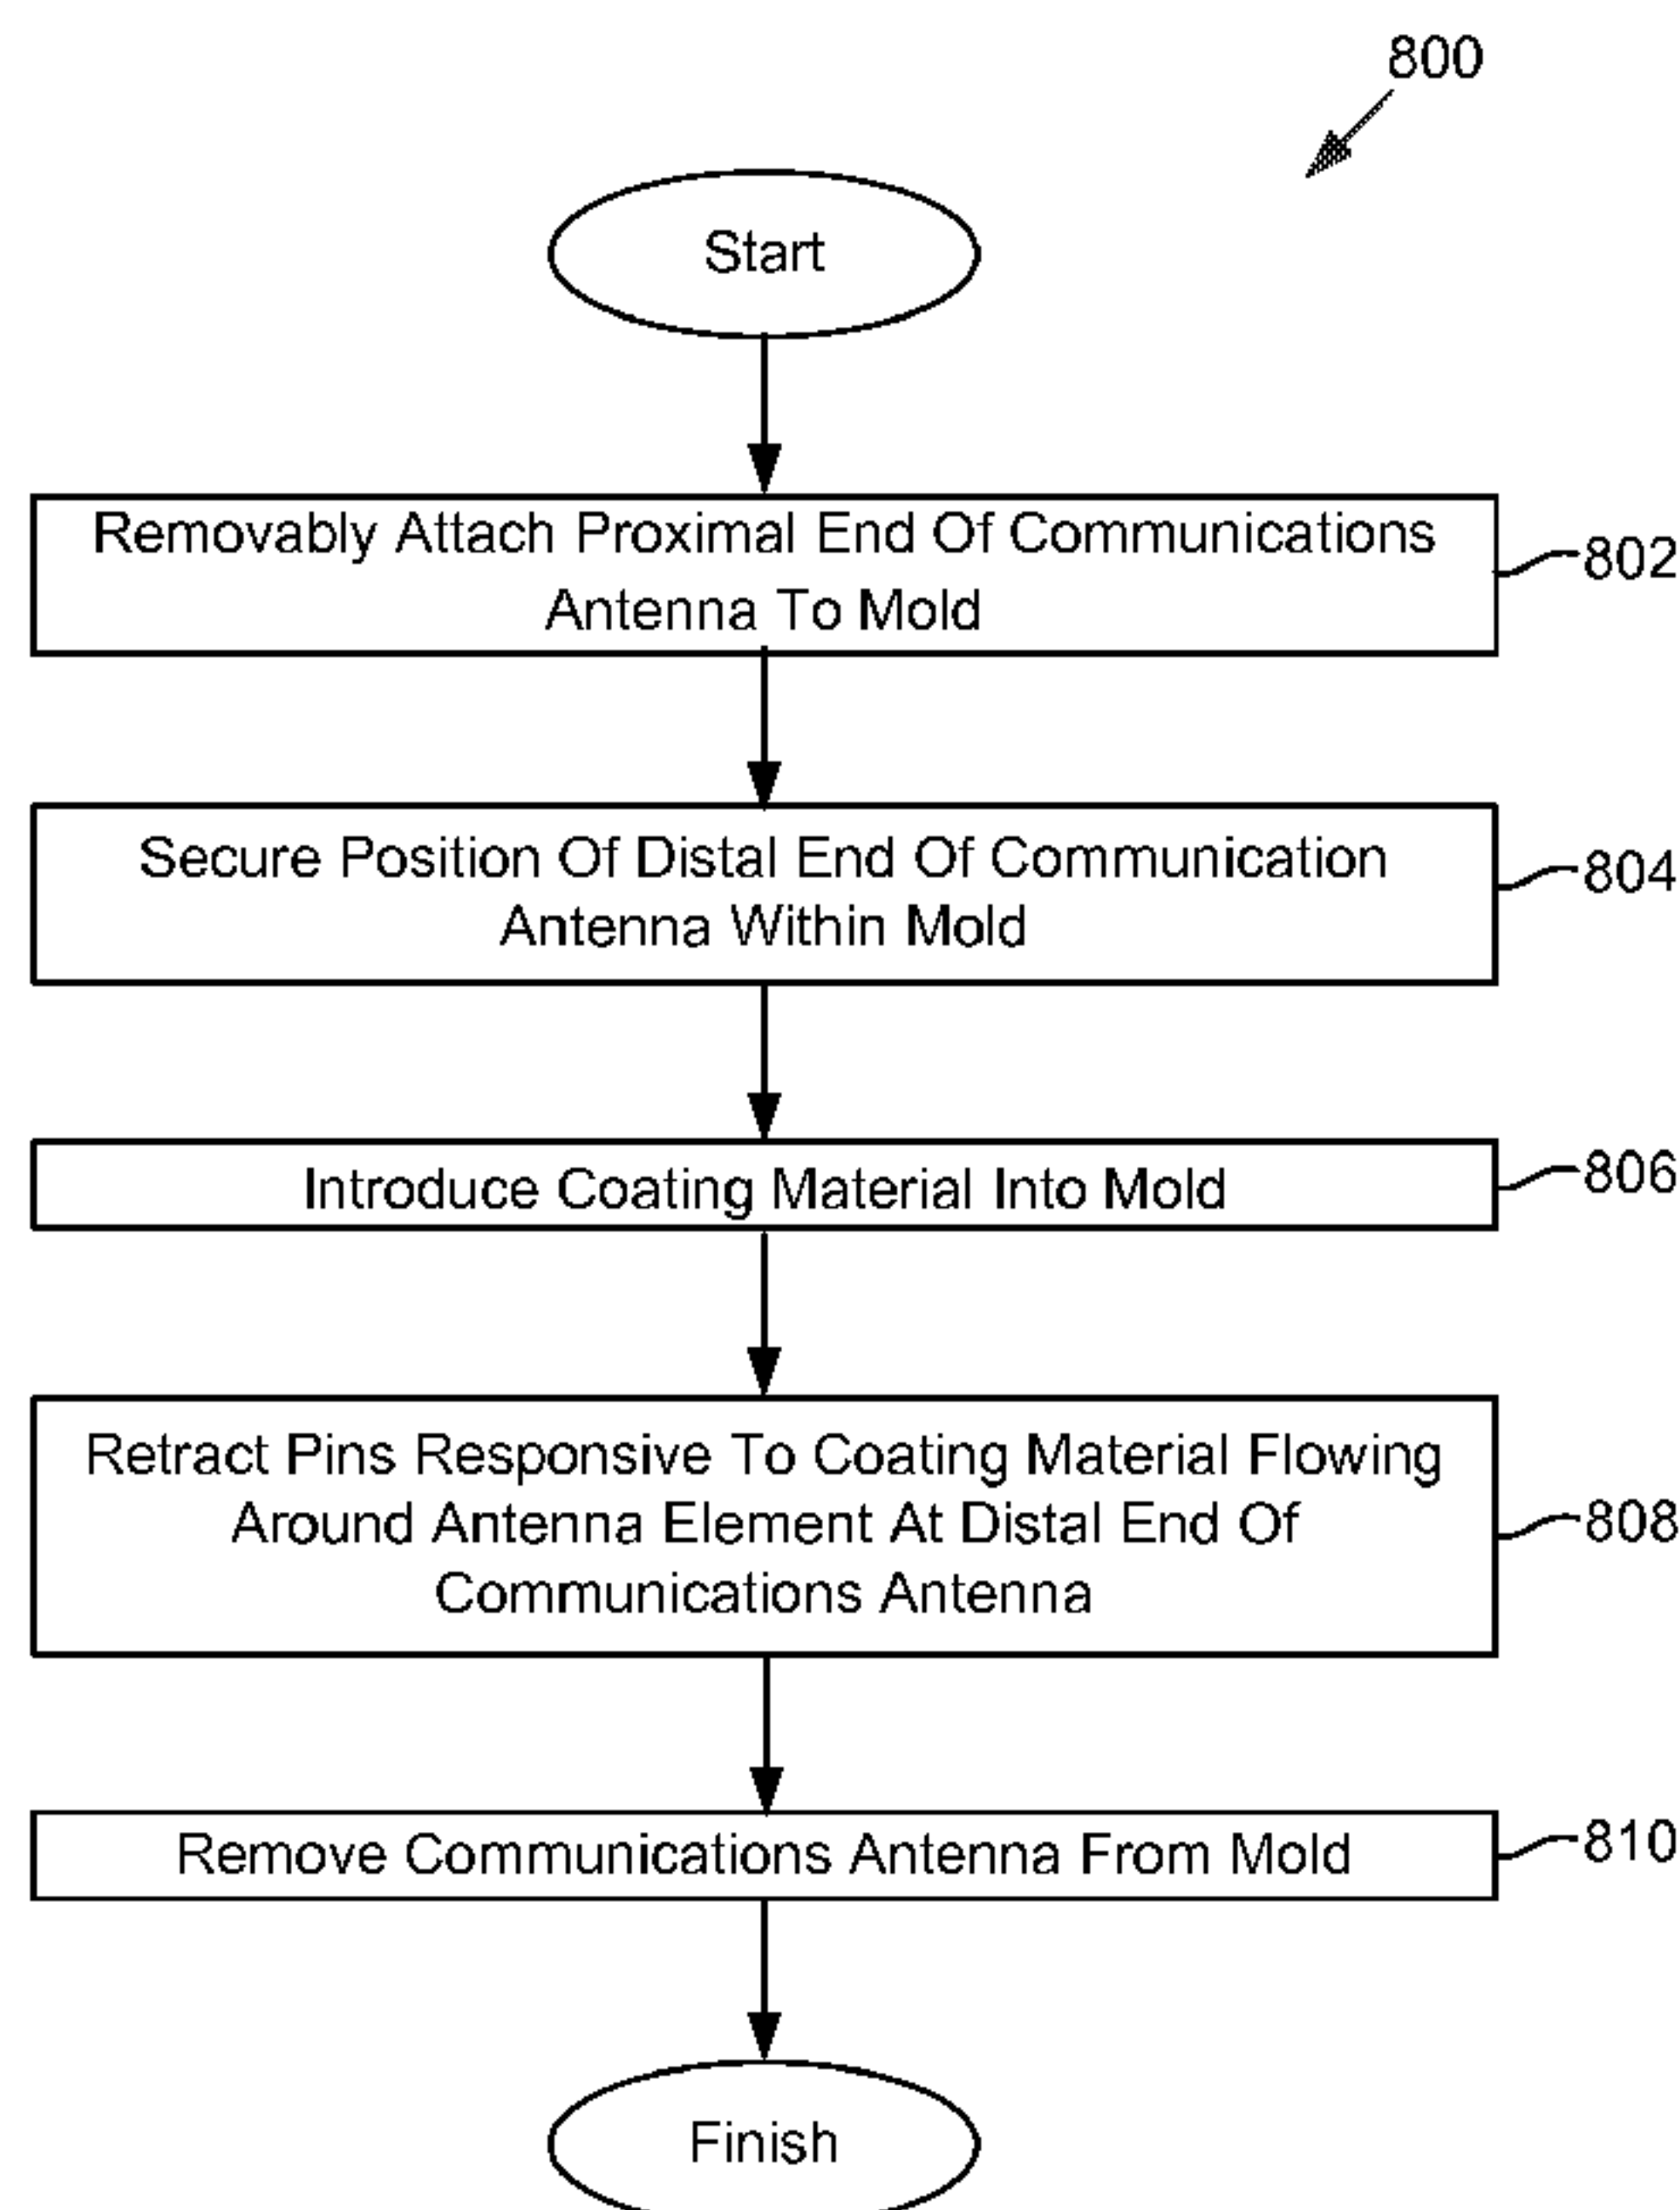 800
Start
Removably Attach Proximal End Of Communications
Antenna To Mold
802
Secure Position Of Distal End Of Communication
Antenna Within Mold
804
Introduce Coating Material Into Mold
806
Retract Pins Responsive To Coating Material Flowing
Around Antenna Element At Distal End Of
Communications Antenna
808
Remove Communications Antenna From Mold
810
Finish